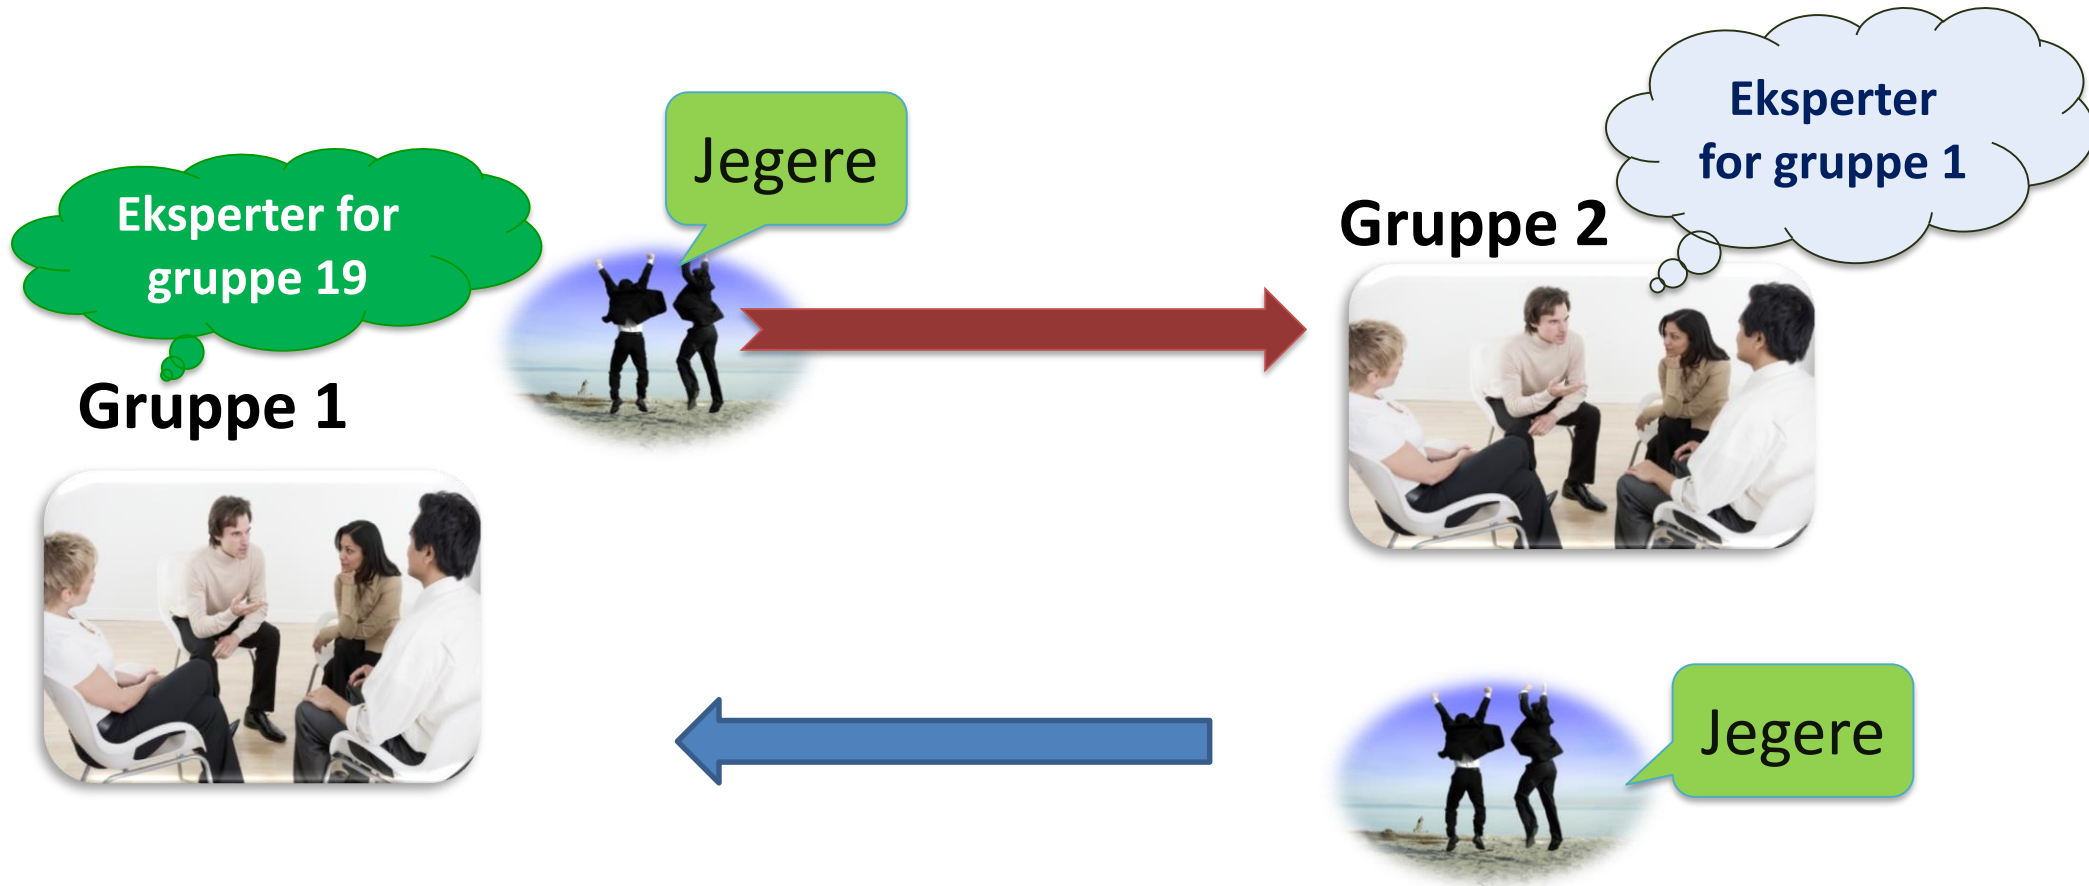 Eksperter for
gruppe 19
Gruppe 1
Jegere
Gruppe 2
Eksperter
for gruppe 1
Jegere